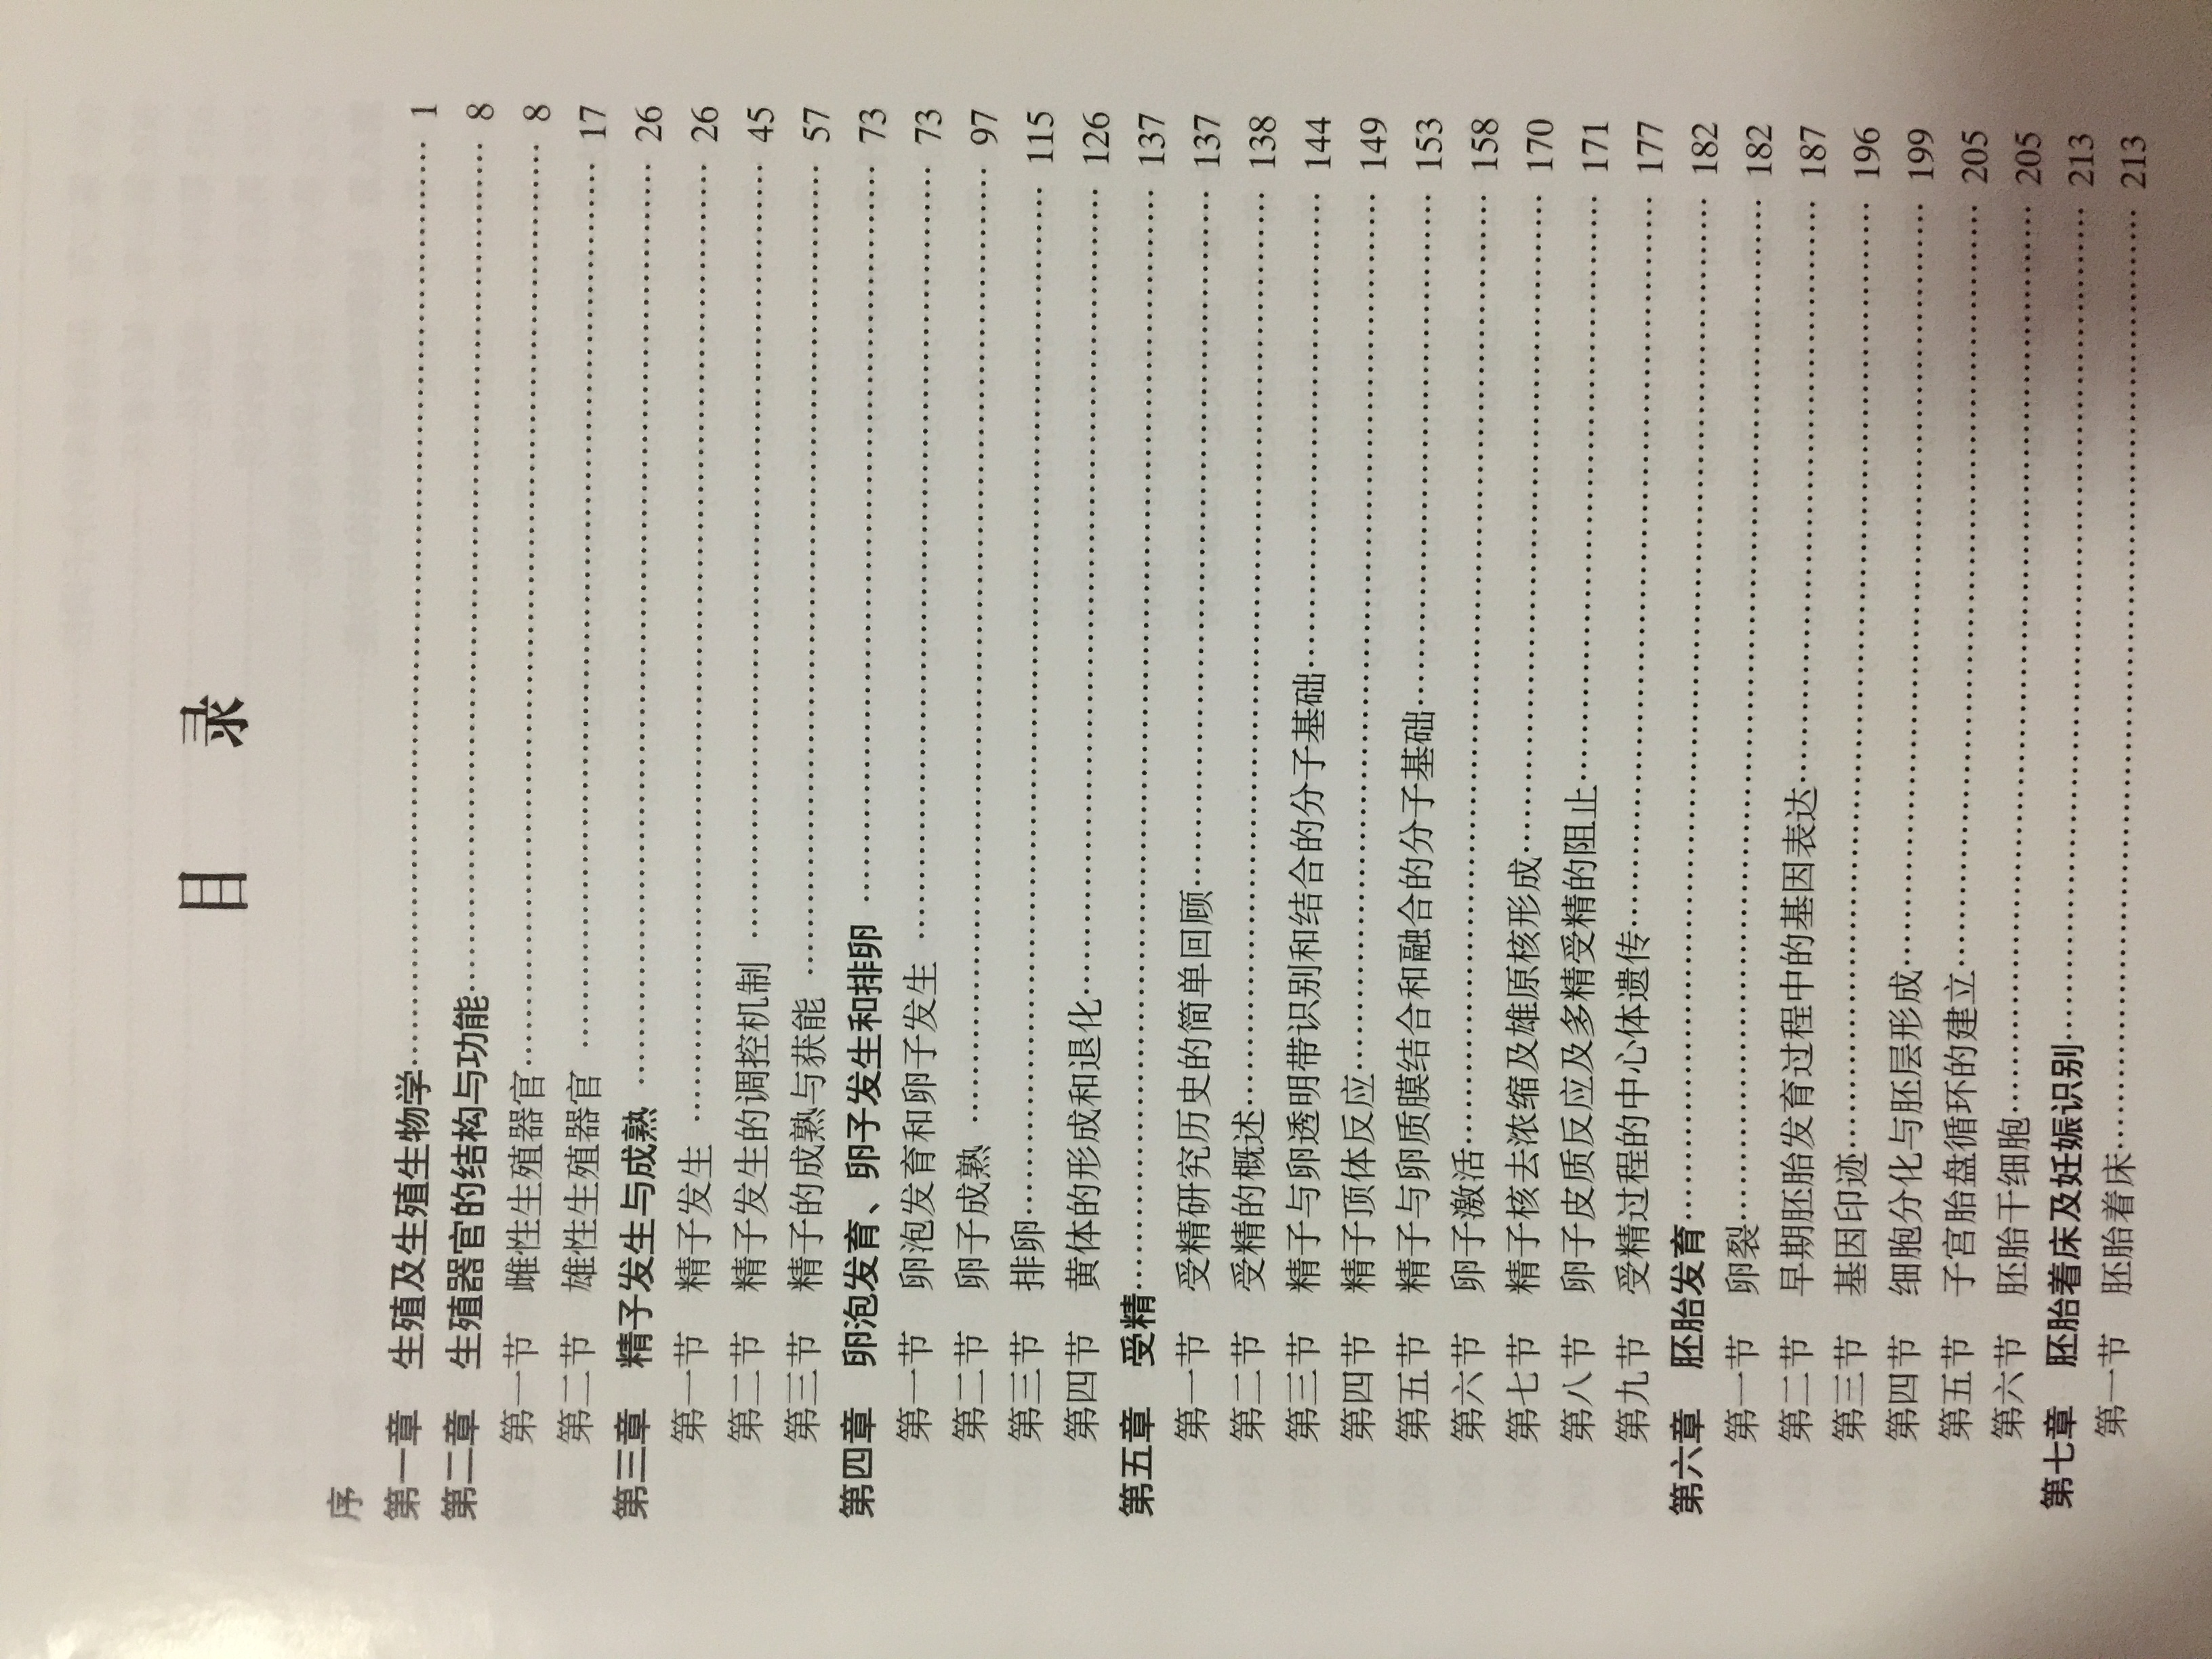 目 录
序
第一章 生殖及生殖生物学 1
第二章 生殖器官的结构与功能 8
第一节 雌性生殖器官 8
第二节 雄性生殖器官 17
第三章 精子发生与成熟 26
第一节 精子发生 26
第二节 精子发生的调控机制 45
第三节 精子的成熟与获能 57
第四章 卵泡发育、卵子发生和排卵 73
第一节 卵泡发育和卵子发生 73
第二节 卵子成熟 97
第三节 排卵 115
第四节 黄体的形成和退化 126
第五章 受精 137
第一节 受精研究历史的简单回顾 137
第二节 受精的概述 138
第三节 精子与卵透明带识别和结合的分子基础 144
第四节 精子顶体反应 149
第五节 精子与卵质膜结合和融合的分子基础 153
第六节 卵子激活 158
第七节 精子核去浓缩及雄原核形成 170
第八节 卵子皮质反应及多精受精的阻止 171
第九节 受精过程的中心体遗传 177
第六章 胚胎发育 182
第一节 卵裂 182
第二节 早期胚胎发育过程中的基因表达 187
第三节 基因印迹 196
第四节 细胞分化与胚层形成 199
第五节 子宫胎盘循环的建立 205
第六节 胚胎干细胞 205
第七章 胚胎着床及妊娠识别 213
第一节 胚胎着床 213